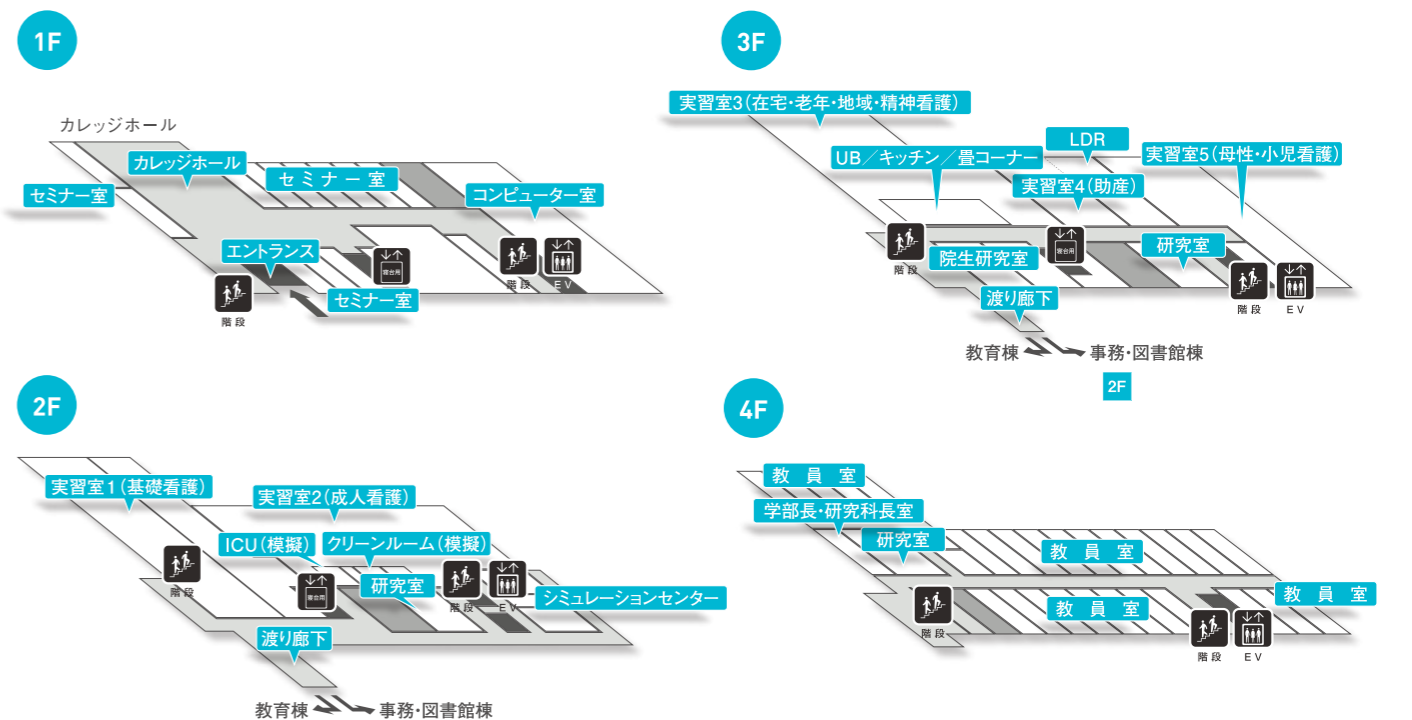 1F
カレッジホール
カレッジホール
セミナー室
セミナー室
コンピューター室
エントランス
寝台用
セミナー室
階段
階段
EV
3F
実習室3(在宅・老年・地域・精神看護)
LDR
UB／キッチン／畳コーナー
実習室5(母性・小児看護)
実習室4(助産)
寝台用
研究室
院生研究室
階段
渡り廊下
階段
EV
教育棟
事務・図書館棟
2F
2F
実習室1(基礎看護)
実習室2(成人看護)
ICU(模擬)
クリーンルーム(模擬)
研究室
寝台用
シミュレーションセンター
階段
階段
EV
渡り廊下
教育棟
事務・図書館棟
4F
教員室
学部長・研究科長室
研究室
教員室
教員室
教員室
階段
階段
EV